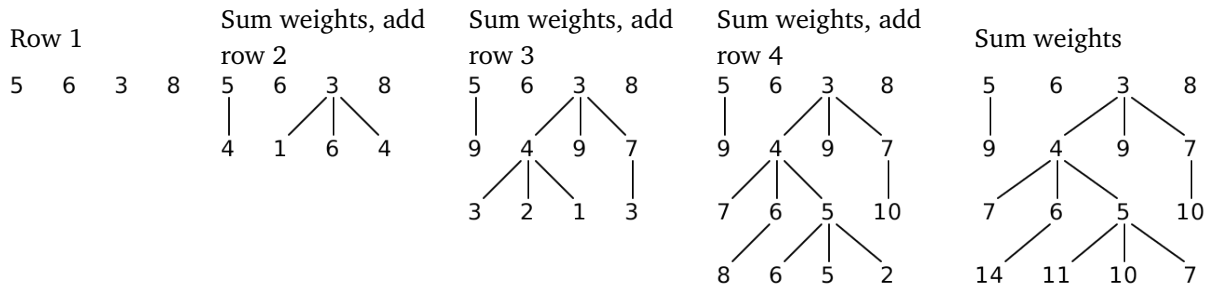 Row 1
5 6 3 8
Sum weights, add
row 2
5 6 3 8
4 1 6 4
Sum weights, add
row 3
5 6 3 8
9 4 9 7
3 2 1 3
Sum weights, add
row 4
5 6 3 8
9 4 9 7
7 6 5 10
8 6 5 2
Sum weights
5 6 3 8
9 4 9 7
7 6 5 10
14 11 10 7